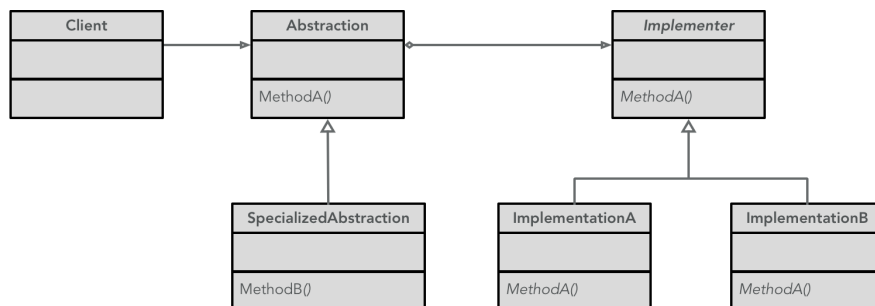 Client
Abstraction
Implementer
MethodA()
MethodA()
SpecializedAbstraction
ImplementationA
ImplementationB
MethodB()
MethodA()
MethodA()